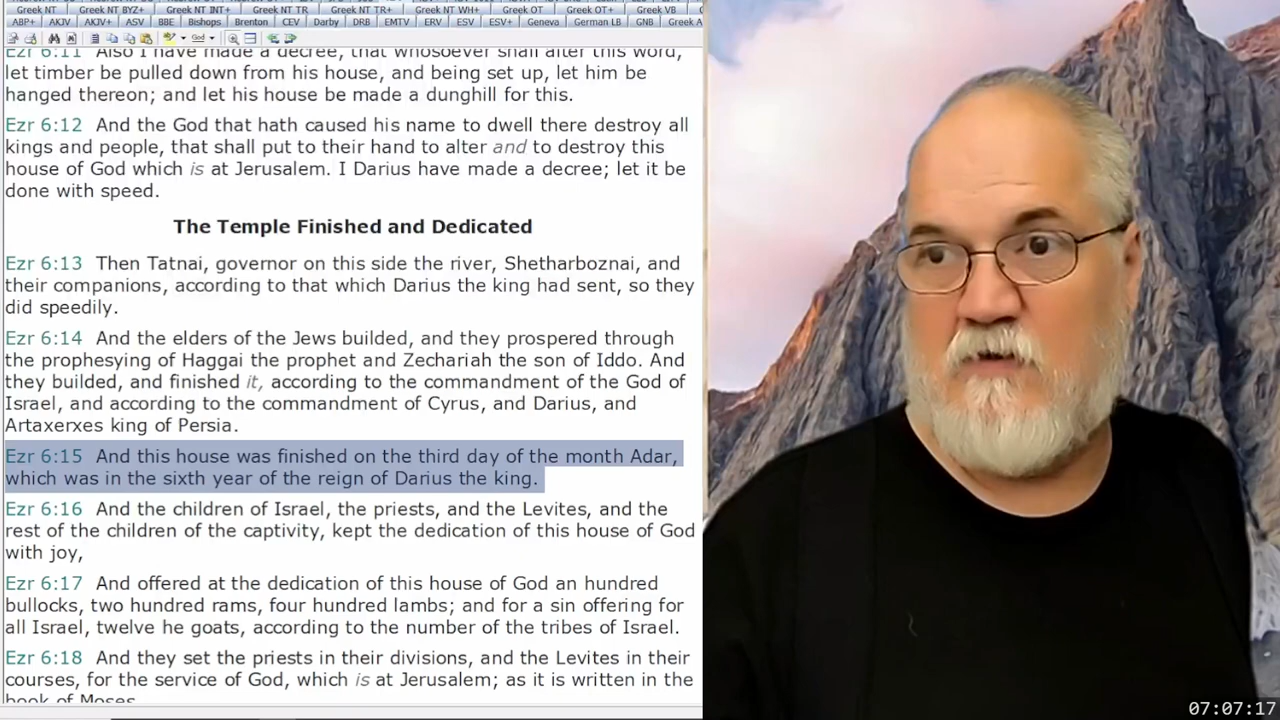 Greek NT Greek NT BYZ+ Greek NT INT+ Greek NT TR Greek NT TR+ Greek NT WH+ Greek OT Greek OT+ Greek VB
ABP+ AKJV AKJV+ ASV BBE Bishops Brenton CEV Darby DRB EMTV ERV ESV ESV+ Geneva German LB GNB Greek A
Ezr 6:11 Also I have made a decree, that whosoever shall alter this word,
let timber be pulled down from his house, and being set up, let him be
hanged thereon; and let his house be made a dunghill for this.
Ezr 6:12 And the God that hath caused his name to dwell there destroy all
kings and people, that shall put to their hand to alter and to destroy this
house of God which is at Jerusalem. I Darius have made a decree; let it be
done with speed.
The Temple Finished and Dedicated
Ezr 6:13 Then Tatnai, governor on this side the river, Shetharboznai, and
their companions, according to that which Darius the king had sent, so they
did speedily.
Ezr 6:14 And the elders of the Jews builded, and they prospered through
the prophesying of Haggai the prophet and Zechariah the son of Iddo. And
they builded, and finished it, according to the commandment of the God of
Israel, and according to the commandment of Cyrus, and Darius, and
Artaxerxes king of Persia.
Ezr 6:15 And this house was finished on the third day of the month Adar,
which was in the sixth year of the reign of Darius the king.
Ezr 6:16 And the children of Israel, the priests, and the Levites, and the
rest of the children of the captivity, kept the dedication of this house of God
with joy,
Ezr 6:17 And offered at the dedication of this house of God an hundred
bullocks, two hundred rams, four hundred lambs; and for a sin offering for
all Israel, twelve he goats, according to the number of the tribes of Israel.
Ezr 6:18 And they set the priests in their divisions, and the Levites in their
courses, for the service of God, which is at Jerusalem; as it is written in the
book of Moses.
07:07:17